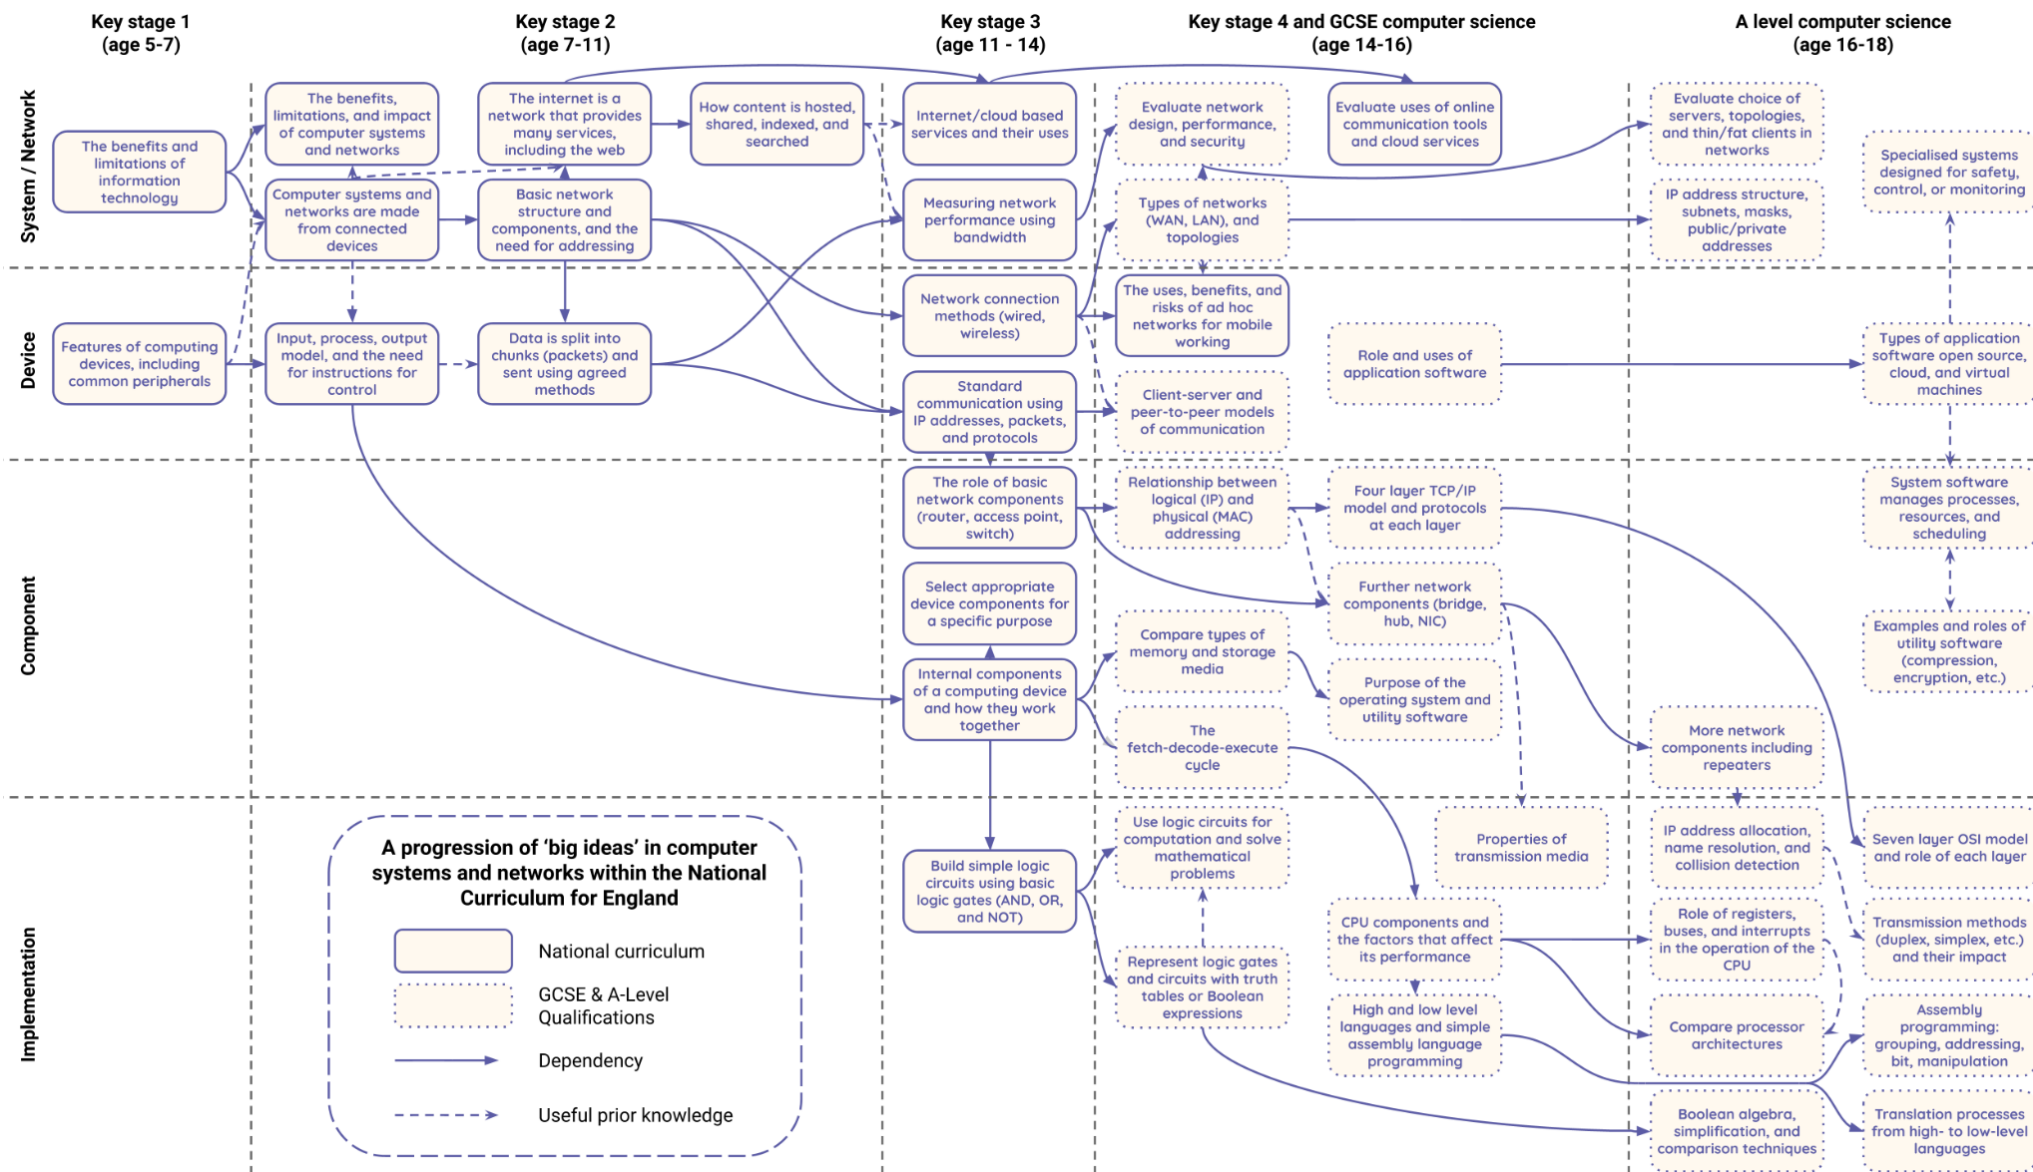 Key stage 1
(age 5-7)
Key stage 2
(age 7-11)
Key stage 3
(age 11 - 14)
Key stage 4 and GCSE computer science
(age 14-16)
A level computer science
(age 16-18)
System / Network
The benefits and
limitations of
information
technology
The benefits,
limitations, and impact
of computer systems
and networks
The internet is a
network that provides
many services,
including the web
How content is hosted,
shared, indexed, and
searched
Internet/cloud based
services and their uses
Evaluate network
design, performance,
and security
Evaluate uses of online
communication tools
and cloud services
Evaluate choice of
servers, topologies,
and thin/fat clients in
networks
Specialised systems
designed for safety,
control, or monitoring
Computer systems and
networks are made
from connected
devices
Basic network
structure and
components, and the
need for addressing
Measuring network
performance using
bandwidth
Types of networks
(WAN, LAN), and
topologies
IP address structure,
subnets, masks,
public/private
addresses
Device
Features of computing
devices, including
common peripherals
Input, process, output
model, and the need
for instructions for
control
Data is split into
chunks (packets) and
sent using agreed
methods
Network connection
methods (wired,
wireless)
The uses, benefits, and
risks of ad hoc
networks for mobile
working
Role and uses of
application software
Types of application
software open source,
cloud, and virtual
machines
Standard
communication using
IP addresses, packets,
and protocols
Client-server and
peer-to-peer models
of communication
Component
The role of basic
network components
(router, access point,
switch)
Relationship between
logical (IP) and
physical (MAC)
addressing
Four layer TCP/IP
model and protocols
at each layer
System software
manages processes,
resources, and
scheduling
Select appropriate
device components for
a specific purpose
Further network
components (bridge,
hub, NIC)
Compare types of
memory and storage
media
Examples and roles of
utility software
(compression,
encryption, etc.)
Internal components
of a computing device
and how they work
together
Purpose of the
operating system and
utility software
The
fetch-decode-execute
cycle
More network
components including
repeaters
Implementation
A progression of ‘big ideas’ in computer
systems and networks within the National
Curriculum for England
National curriculum
GCSE & A-Level
Qualifications
Dependency
Useful prior knowledge
Build simple logic
circuits using basic
logic gates (AND, OR,
and NOT)
Use logic circuits for
computation and solve
mathematical
problems
Properties of
transmission media
IP address allocation,
name resolution, and
collision detection
Seven layer OSI model
and role of each layer
Represent logic gates
and circuits with truth
tables or Boolean
expressions
CPU components and
the factors that affect
its performance
Role of registers,
buses, and interrupts
in the operation of the
CPU
Transmission methods
(duplex, simplex, etc.)
and their impact
High and low level
languages and simple
assembly language
programming
Compare processor
architectures
Assembly
programming:
grouping, addressing,
bit, manipulation
Boolean algebra,
simplification, and
comparison techniques
Translation processes
from high- to low-level
languages